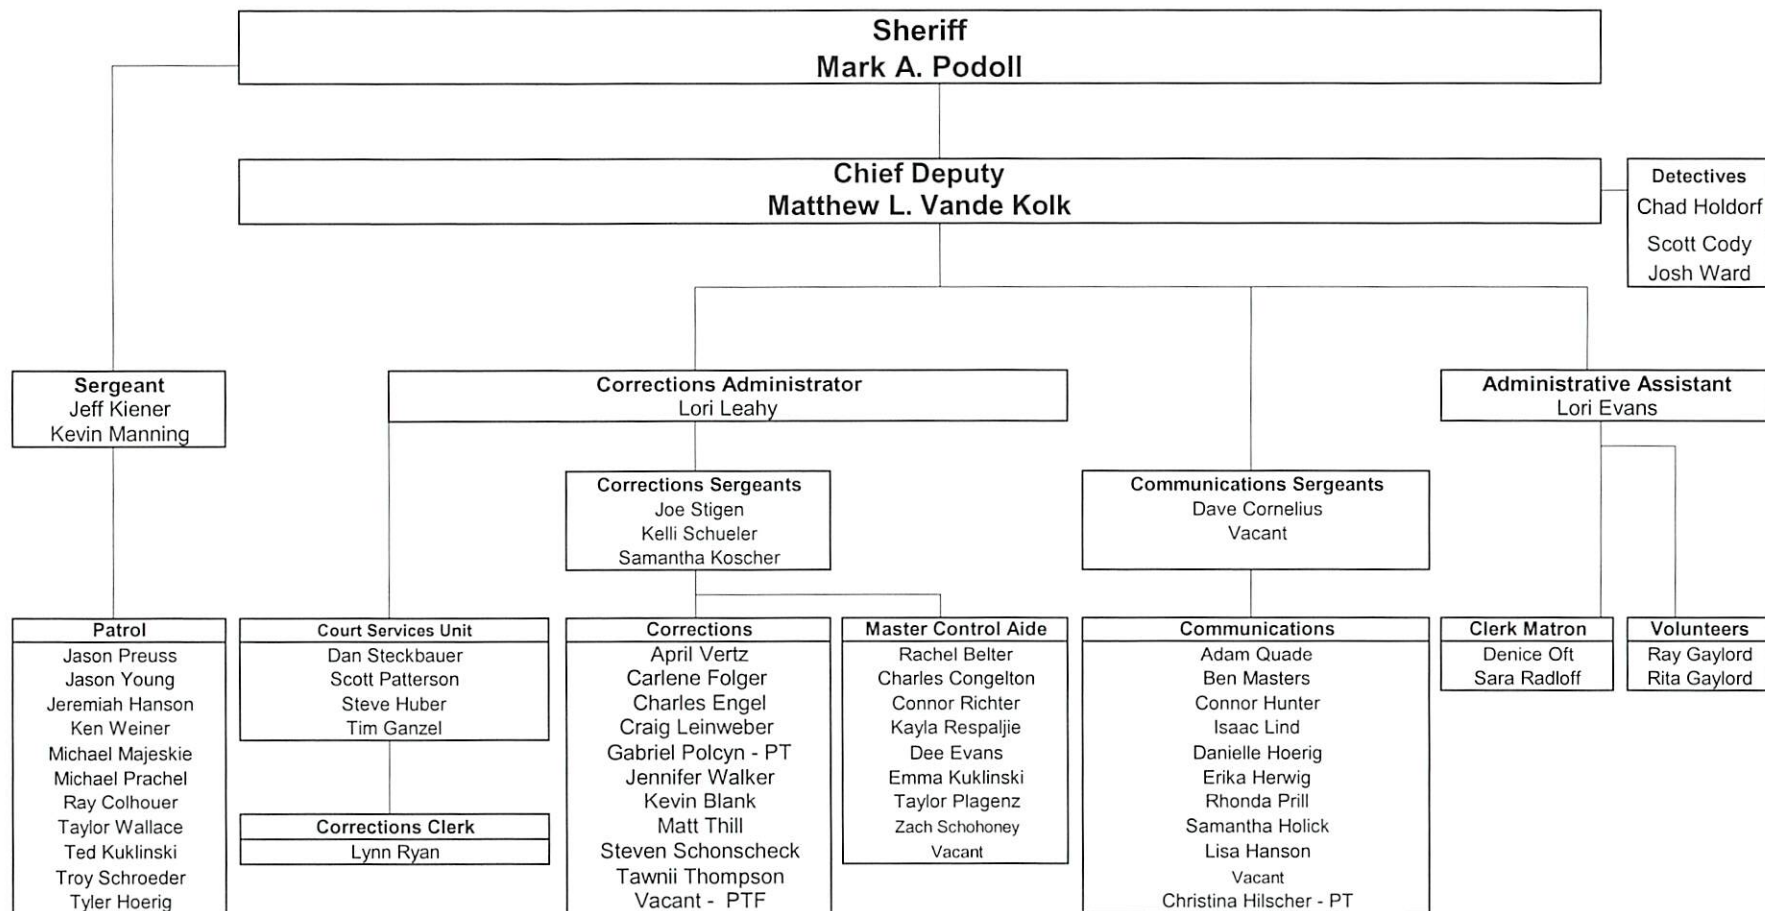 Sheriff
Mark A. Podoll
Chief Deputy
Matthew L. Vande Kolk
Detectives
Chad Holdorf
Scott Cody
Josh Ward
Sergeant
Jeff Kiener
Kevin Manning
Corrections Administrator
Lori Leahy
Administrative Assistant
Lori Evans
Corrections Sergeants
Joe Stigen
Kelli Schueler
Samantha Koscher
Communications Sergeants
Dave Cornelius
Vacant
Patrol
Jason Preuss
Jason Young
Jeremiah Hanson
Ken Weiner
Michael Majeskie
Michael Prachel
Ray Colhouer
Taylor Wallace
Ted Kuklinski
Troy Schroeder
Tyler Hoerig
Court Services Unit
Dan Steckbauer
Scott Patterson
Steve Huber
Tim Ganzel
Corrections Clerk
Lynn Ryan
Corrections
April Vertz
Carlene Folger
Charles Engel
Craig Leinweber
Gabriel Polcyn - PT
Jennifer Walker
Kevin Blank
Matt Thill
Steven Schonscheck
Tawnii Thompson
Vacant - PTF
Master Control Aide
Rachel Belter
Charles Congelton
Connor Richter
Kayla Respaljie
Dee Evans
Emma Kuklinski
Taylor Plagenz
Zach Schohoney
Vacant
Communications
Adam Quade
Ben Masters
Connor Hunter
Isaac Lind
Danielle Hoerig
Erika Herwig
Rhonda Prill
Samantha Holick
Lisa Hanson
Vacant
Christina Hilscher - PT
Clerk Matron
Denice Oft
Sara Radloff
Volunteers
Ray Gaylord
Rita Gaylord